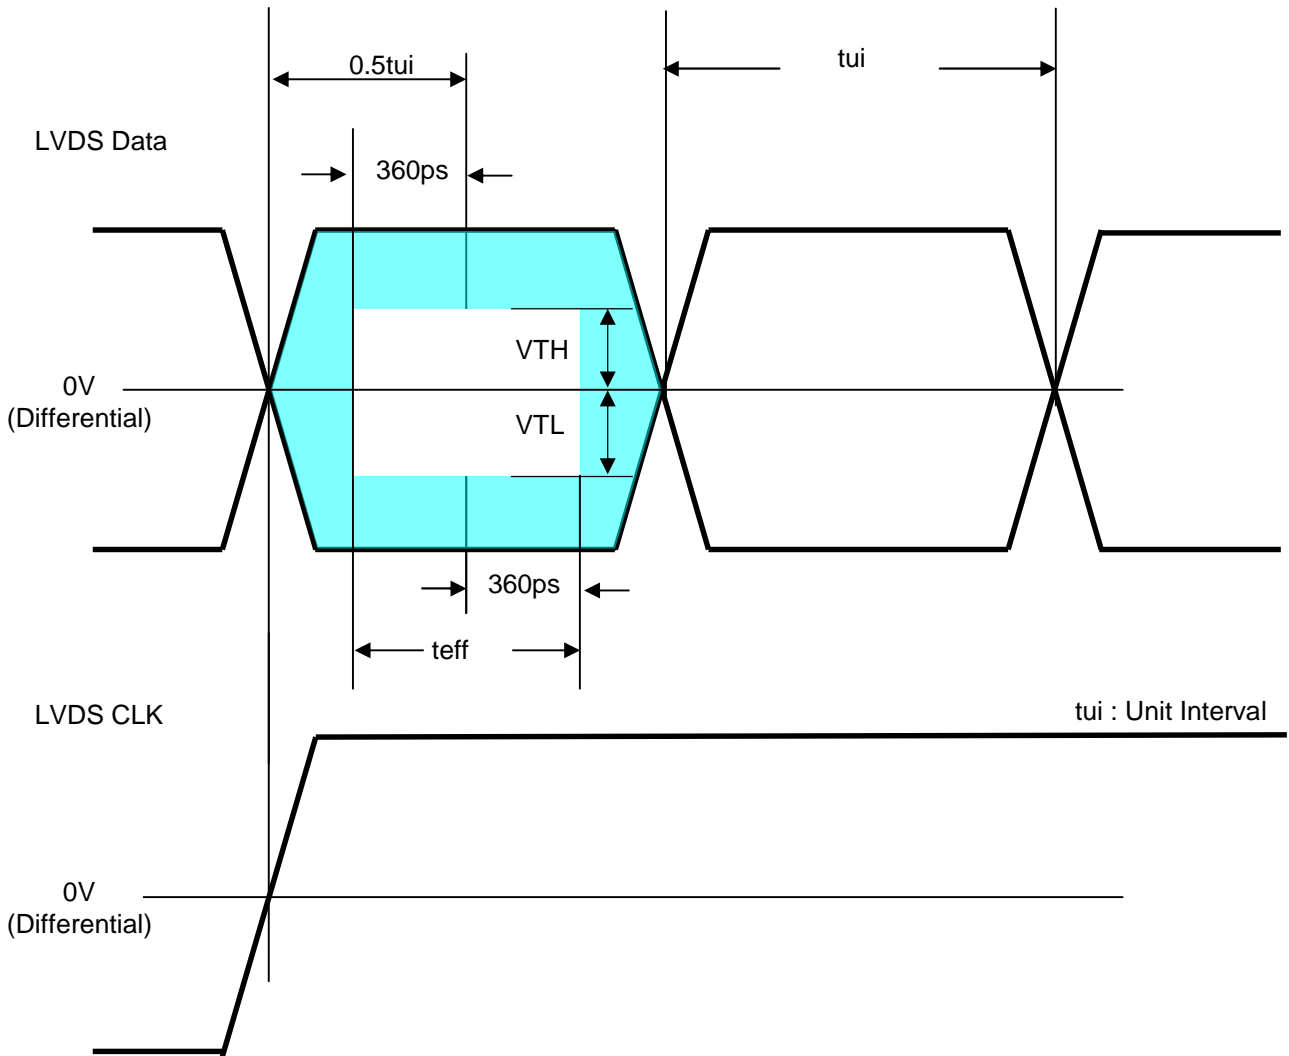 0.5tui
tui
LVDS Data
360ps
VTH
0V
(Differential)
VTL
360ps
teff
LVDS CLK
tui : Unit Interval
0V
(Differential)